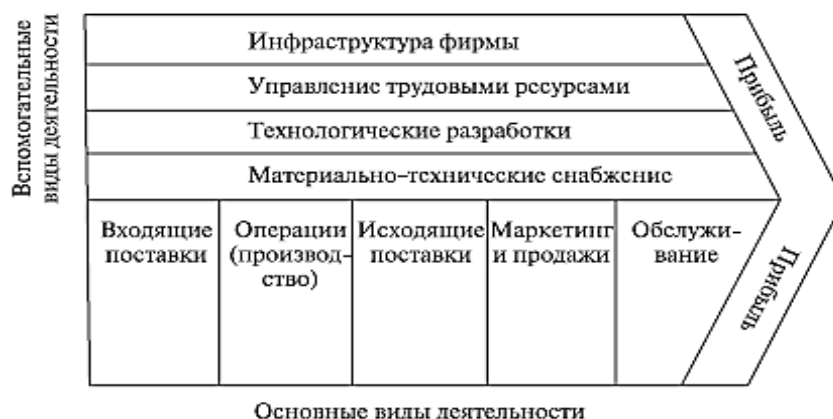 Вспомогательные
виды деятельности
Инфраструктура фирмы
Управление трудовыми ресурсами
Технологические разработки
Материально-технические снабжение
Прибыль
Входящие
поставки
Операции
(производ-
ство)
Исходящие
поставки
Маркетинг
и продажи
Обслужи-
вание
Прибыль
Основные виды деятельности